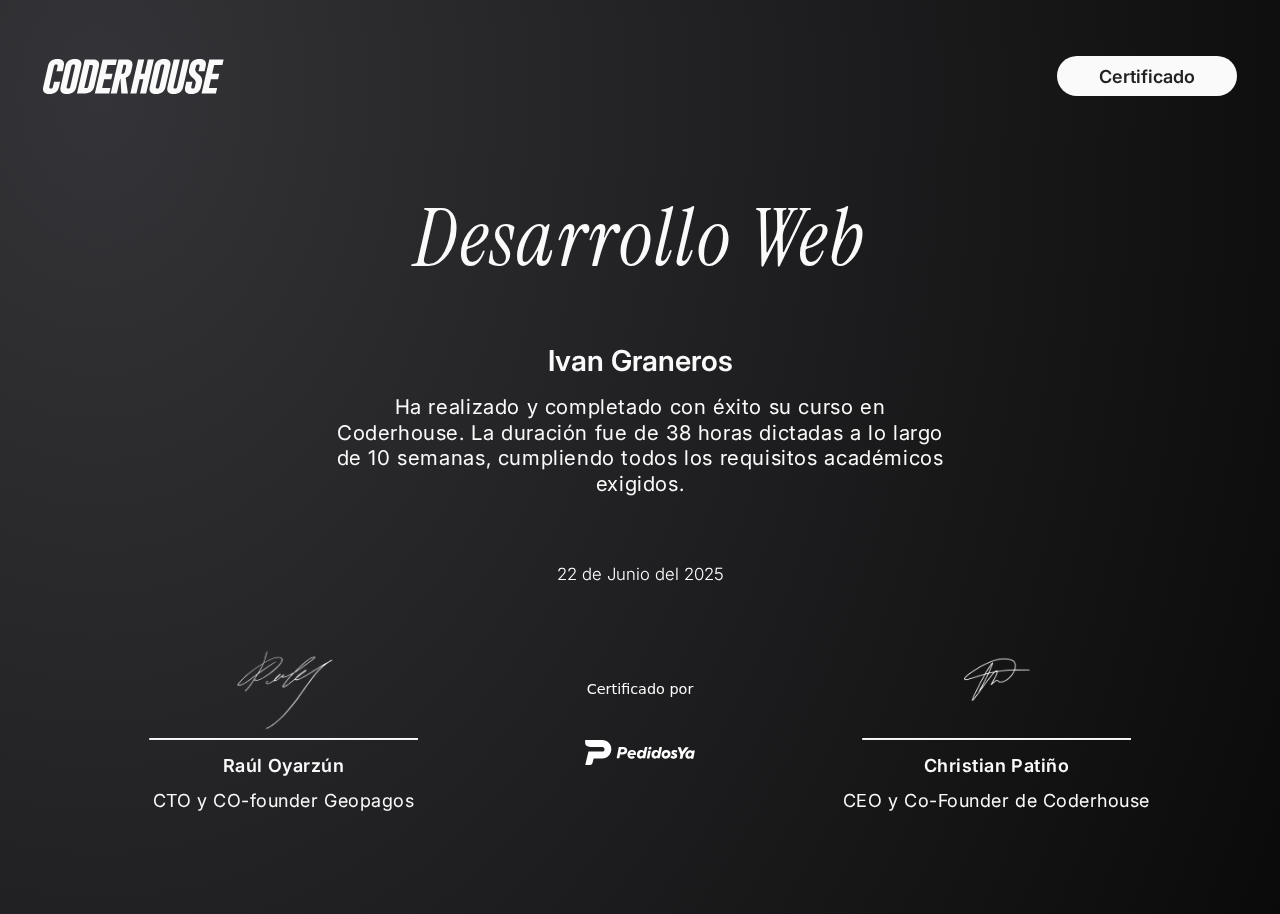 CODERHOUSE
Certificado
Desarrollo Web
Ivan Graneros
Ha realizado y completado con éxito su curso en
Coderhouse. La duración fue de 38 horas dictadas a lo largo
de 10 semanas, cumpliendo todos los requisitos académicos
exigidos.
22 de Junio del 2025
Certificado por
PedidosYa
Raúl Oyarzún
CTO y CO-founder Geopagos
Christian Patiño
CEO y Co-Founder de Coderhouse